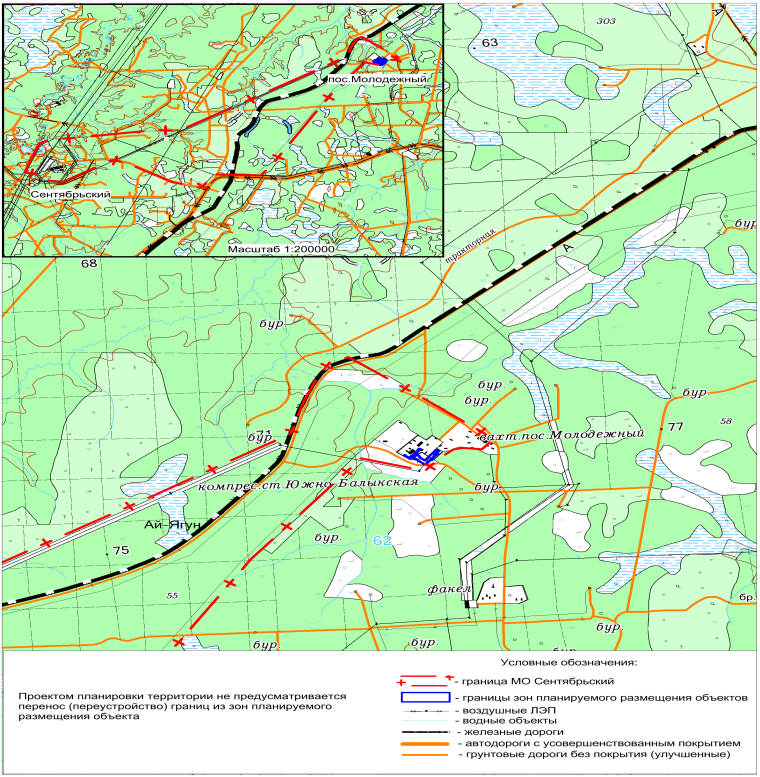 303
А
63
пос.Молодежный
Сентябрьский
Масштаб 1:200000
68
тракторная
А
бур.
бур.
бур.
бур.
бур.
77
58
71
бур.
вахт.пос.Молодежный
компрес.ст.Южно-Балыкская
бур.
Ай-Ягун
75
бур.
62
факел
55
бр.
бур.
бур.
бур.
Условные обозначения:
- граница МО Сентябрьский
Проектом планировки территории не предусматривается
перенос (переустройство) границ из зон планируемого
размещения объекта
- границы зон планируемого размещения объектов
- воздушные ЛЭП
- водные объекты
- железные дороги
- автодороги с усовершенствованным покрытием
- грунтовые дороги без покрытия (улучшенные)